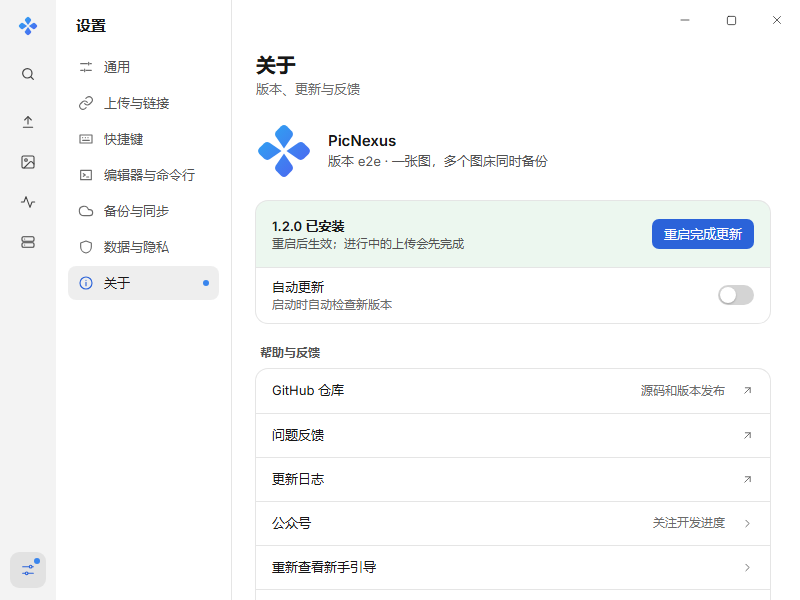 设置
通用
上传与链接
快捷键
编辑器与命令行
备份与同步
数据与隐私
关于
关于
版本、更新与反馈
PicNexus
版本 e2e · 一张图，多个图床同时备份
1.2.0 已安装
重启后生效；进行中的上传会先完成
重启完成更新
自动更新
启动时自动检查新版本
帮助与反馈
GitHub 仓库
源码和版本发布
问题反馈
更新日志
公众号
关注开发进度
重新查看新手引导